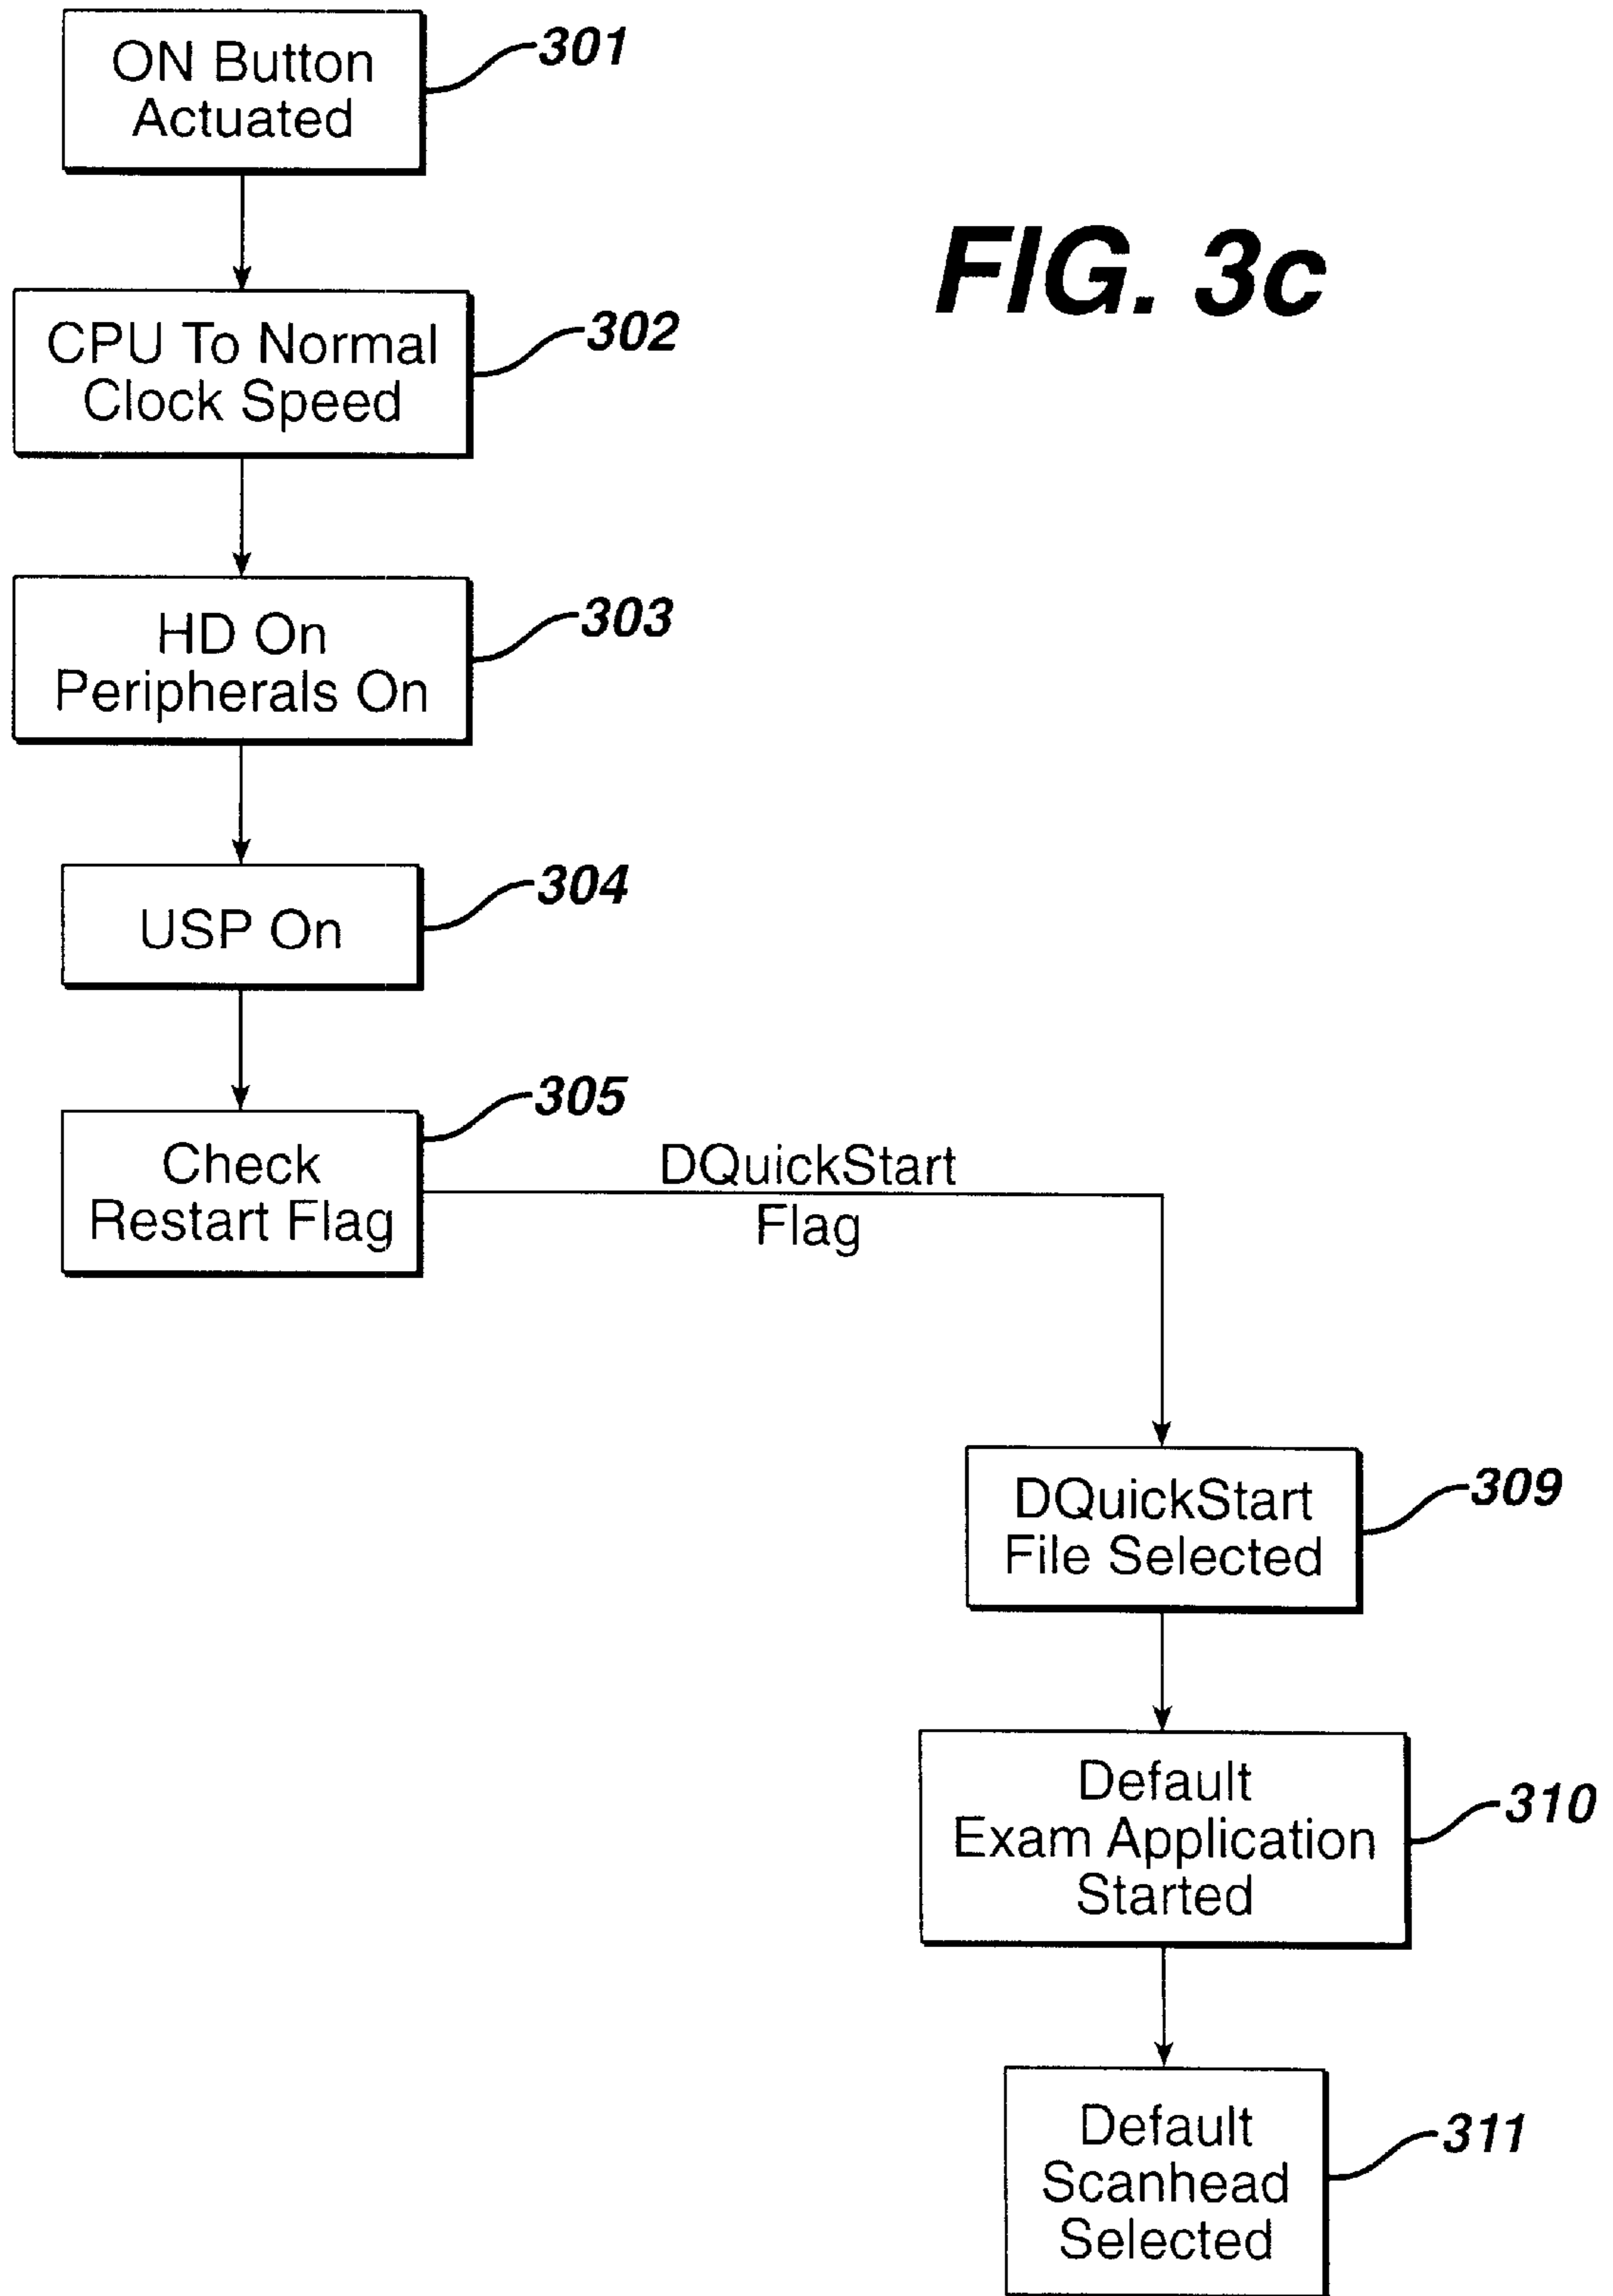 ON Button
Actuated
301
FIG. 3c
CPU To Normal
Clock Speed
302
HD On
Peripherals On
303
USP On
304
Check
Restart Flag
305
DQuickStart
Flag
DQuickStart
File Selected
309
Default
Exam Application
Started
310
Default
Scanhead
Selected
311